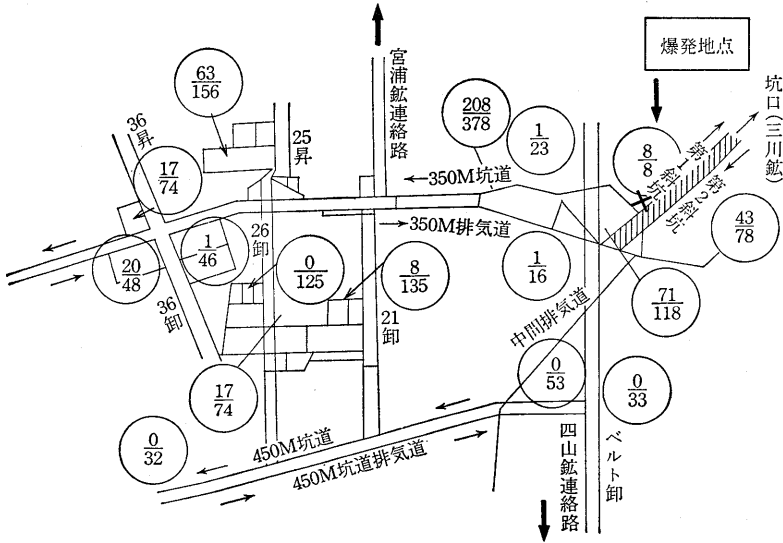 爆発地点
坑口(三川鉱)
宮浦鉱連絡路
63
156
208
378
1
23
8
8
第1斜坑
第2斜坑
36昇
25昇
17
74
350M坑道
350M排気道
43
78
20
48
1
46
26卸
0
125
8
135
1
16
71
118
36卸
21卸
中間排気道
17
74
0
53
0
33
0
32
450M坑道
450M坑道排気道
四山鉱連絡路
ベルト卸